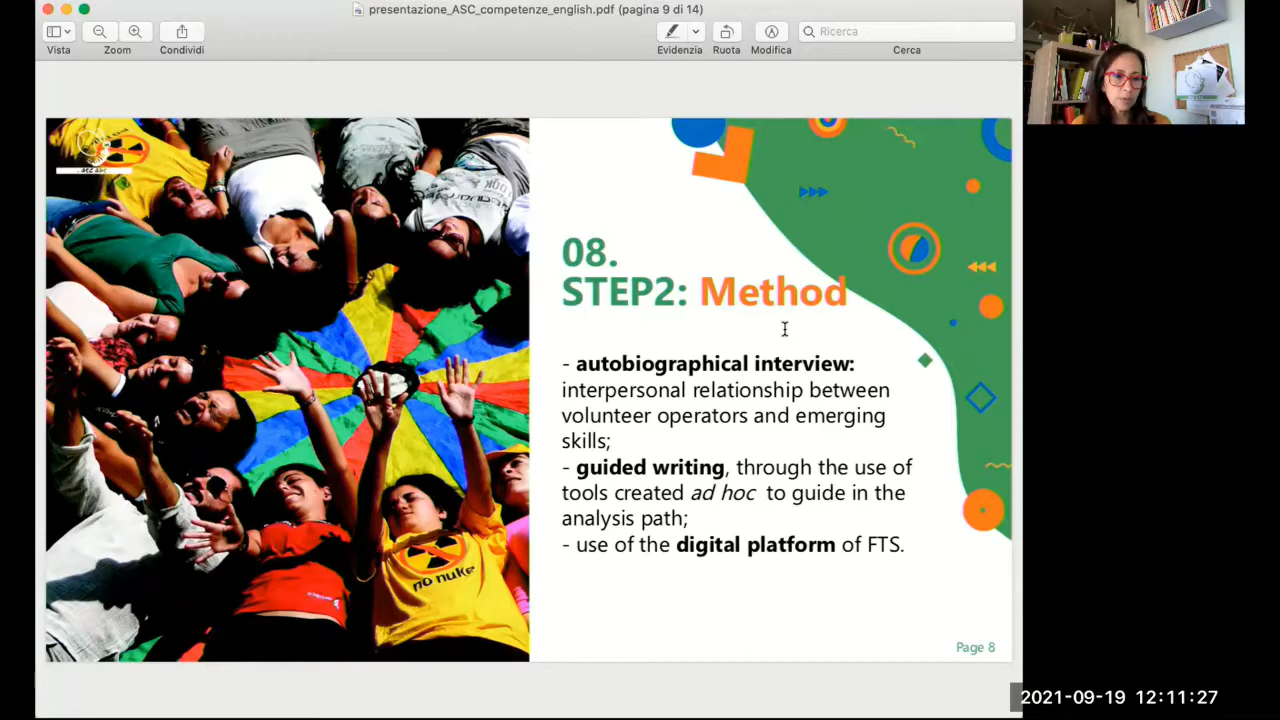 presentazione_ASC_competenze_english.pdf (pagina 9 di 14)
Vista
Zoom
Condividi
Evidenzia
Ruota
Modifica
Ricerca
Cerca
08.
STEP2: Method
- autobiographical interview:
interpersonal relationship between
volunteer operators and emerging
skills;
- guided writing, through the use of
tools created ad hoc to guide in the
analysis path;
- use of the digital platform of FTS.
no nuke
Page 8
2021-09-19 12:11:27